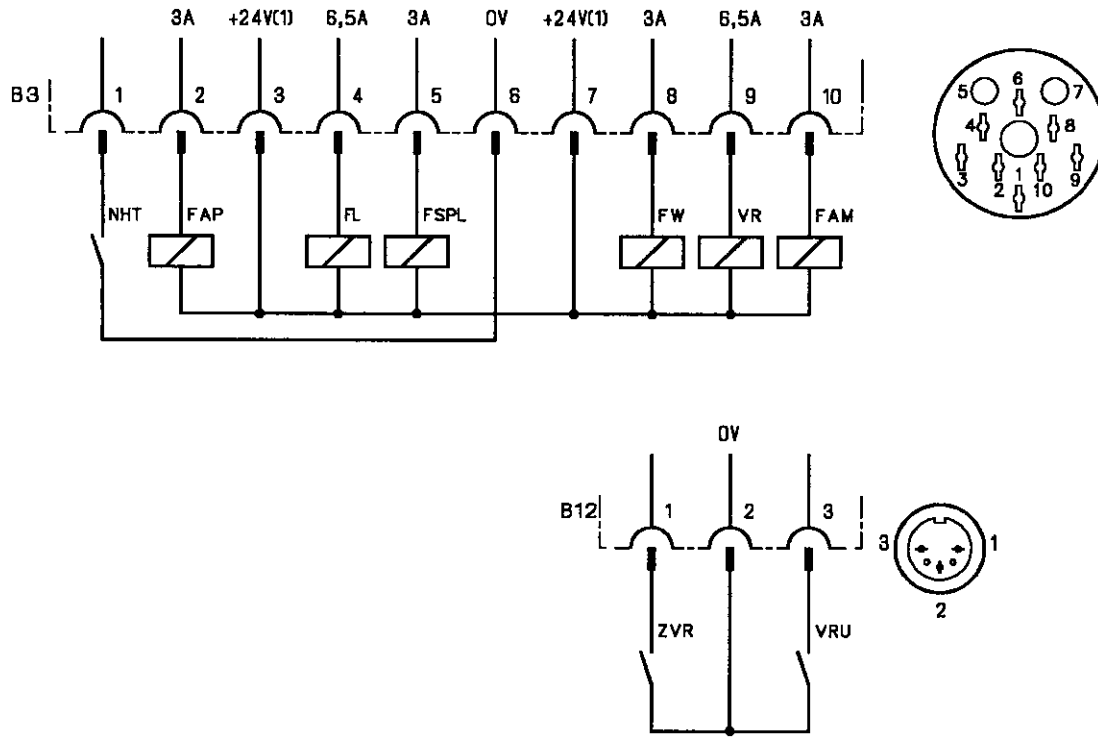 3A +24V(1) 6,5A 3A 0V +24V(1) 3A 6,5A 3A
B3 1 2 3 4 5 6 7 8 9 10
NHT FAP FL FSPL FW VR FAM
6
5 7
4 8
3 2 1 10 9
0V
B12 1 2 3
3 1
2
ZVR VRU